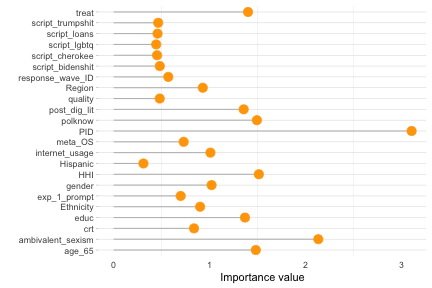 treat
script_trumpshit
script_loans
script_lgbtq
script_cherokee
script_bidenshit
response_wave_ID
Region
quality
post_dig_lit
polknow
PID
meta_OS
internet_usage
Hispanic
HHI
gender
exp_1_prompt
Ethnicity
educ
crt
ambivalent_sexism
age_65
0 1 2 3
Importance value